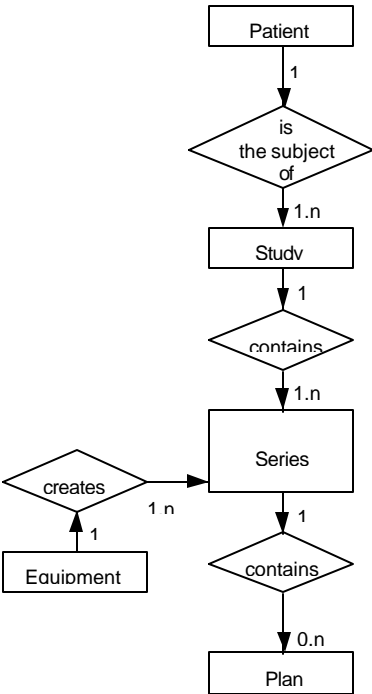 Patient
1
is
the subject
of
1.n
Study
1
contains
1.n
Series
creates
1.n
1
Equipment
1
contains
0.n
Plan